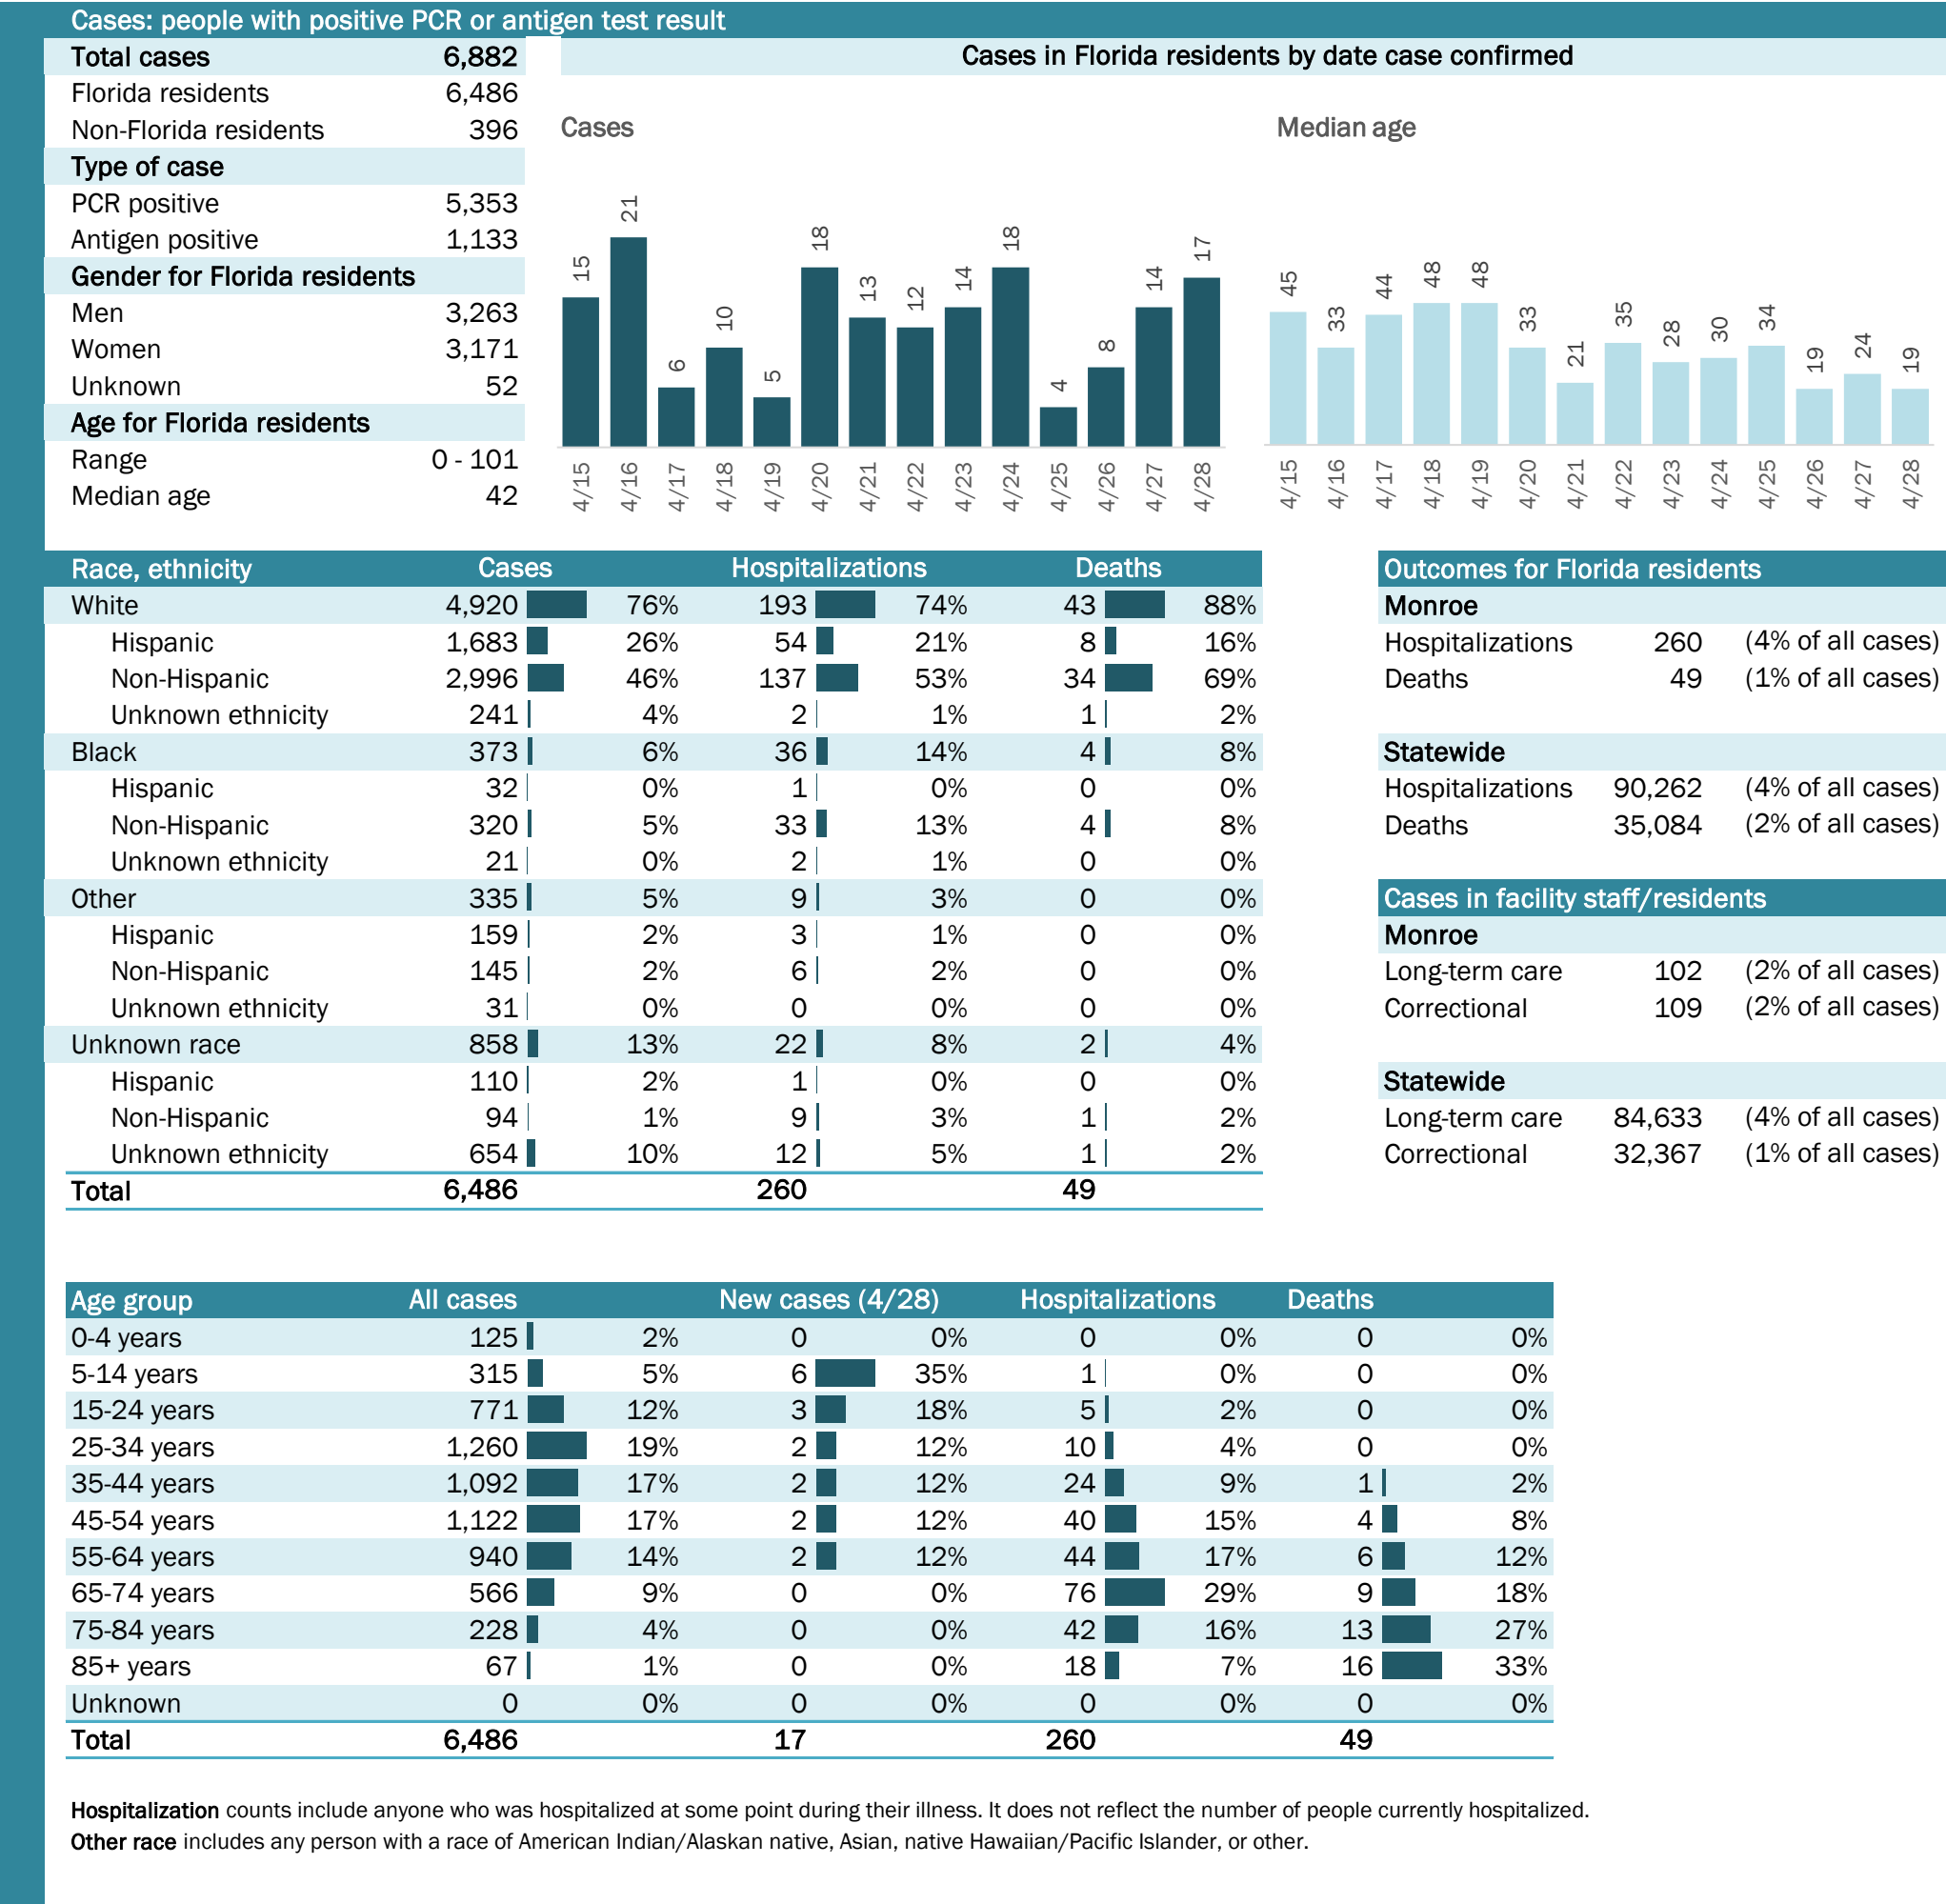 Cases: people with positive PCR or antigen test result
Total cases 6,882
Florida residents 6,486
Non-Florida residents 396
Type of case
PCR positive 5,353
Antigen positive 1,133
Gender for Florida residents
Men 3,263
Women 3,171
Unknown 52
Age for Florida residents
Range 0 - 101
Median age 42
Cases in Florida residents by date case confirmed
Cases
15 21 6 10 5 18 13 12 14 18 4 8 14 17
4/15 4/16 4/17 4/18 4/19 4/20 4/21 4/22 4/23 4/24 4/25 4/26 4/27 4/28
Median age
45 33 44 48 48 33 21 35 28 30 34 19 24 19
4/15 4/16 4/17 4/18 4/19 4/20 4/21 4/22 4/23 4/24 4/25 4/26 4/27 4/28
Race, ethnicity Cases Hospitalizations Deaths
White 4,920 76% 193 74% 43 88%
Hispanic 1,683 26% 54 21% 8 16%
Non-Hispanic 2,996 46% 137 53% 34 69%
Unknown ethnicity 241 4% 2 1% 1 2%
Black 373 6% 36 14% 4 8%
Hispanic 32 0% 1 0% 0 0%
Non-Hispanic 320 5% 33 13% 4 8%
Unknown ethnicity 21 0% 2 1% 0 0%
Other 335 5% 9 3% 0 0%
Hispanic 159 2% 3 1% 0 0%
Non-Hispanic 145 2% 6 2% 0 0%
Unknown ethnicity 31 0% 0 0% 0 0%
Unknown race 858 13% 22 8% 2 4%
Hispanic 110 2% 1 0% 0 0%
Non-Hispanic 94 1% 9 3% 1 2%
Unknown ethnicity 654 10% 12 5% 1 2%
Total 6,486 260 49
Outcomes for Florida residents
Monroe
Hospitalizations 260 (4% of all cases)
Deaths 49 (1% of all cases)
Statewide
Hospitalizations 90,262 (4% of all cases)
Deaths 35,084 (2% of all cases)
Cases in facility staff/residents
Monroe
Long-term care 102 (2% of all cases)
Correctional 109 (2% of all cases)
Statewide
Long-term care 84,633 (4% of all cases)
Correctional 32,367 (1% of all cases)
Age group All cases New cases (4/28) Hospitalizations Deaths
0-4 years 125 2% 0 0% 0 0% 0 0%
5-14 years 315 5% 6 35% 1 0% 0 0%
15-24 years 771 12% 3 18% 5 2% 0 0%
25-34 years 1,260 19% 2 12% 10 4% 0 0%
35-44 years 1,092 17% 2 12% 24 9% 1 2%
45-54 years 1,122 17% 2 12% 40 15% 4 8%
55-64 years 940 14% 2 12% 44 17% 6 12%
65-74 years 566 9% 0 0% 76 29% 9 18%
75-84 years 228 4% 0 0% 42 16% 13 27%
85+ years 67 1% 0 0% 18 7% 16 33%
Unknown 0 0% 0 0% 0 0% 0 0%
Total 6,486 17 260 49
Hospitalization counts include anyone who was hospitalized at some point during their illness. It does not reflect the number of people currently hospitalized.
Other race includes any person with a race of American Indian/Alaskan native, Asian, native Hawaiian/Pacific Islander, or other.